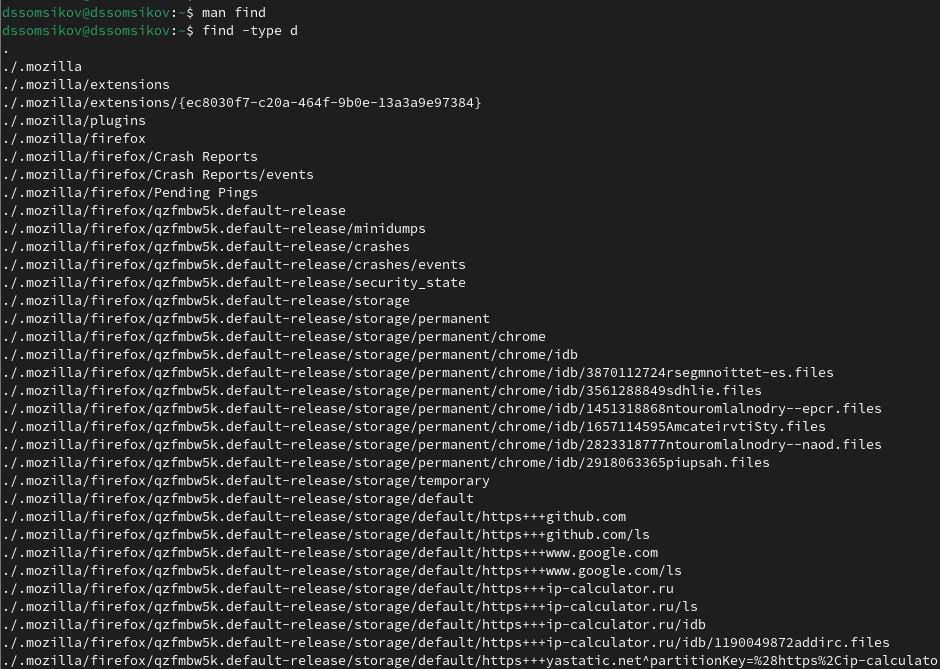 dssomsikov@dssomsikov:~$ man find
dssomsikov@dssomsikov:~$ find -type d
.
./.mozilla
./.mozilla/extensions
./.mozilla/extensions/{ec8030f7-c20a-464f-9b0e-13a3a9e97384}
./.mozilla/plugins
./.mozilla/firefox
./.mozilla/firefox/Crash Reports
./.mozilla/firefox/Crash Reports/events
./.mozilla/firefox/Pending Pings
./.mozilla/firefox/qzfmbw5k.default-release
./.mozilla/firefox/qzfmbw5k.default-release/minidumps
./.mozilla/firefox/qzfmbw5k.default-release/crashes
./.mozilla/firefox/qzfmbw5k.default-release/crashes/events
./.mozilla/firefox/qzfmbw5k.default-release/security_state
./.mozilla/firefox/qzfmbw5k.default-release/storage
./.mozilla/firefox/qzfmbw5k.default-release/storage/permanent
./.mozilla/firefox/qzfmbw5k.default-release/storage/permanent/chrome
./.mozilla/firefox/qzfmbw5k.default-release/storage/permanent/chrome/idb
./.mozilla/firefox/qzfmbw5k.default-release/storage/permanent/chrome/idb/3870112724rsegmnoittet-es.files
./.mozilla/firefox/qzfmbw5k.default-release/storage/permanent/chrome/idb/3561288849sdhlie.files
./.mozilla/firefox/qzfmbw5k.default-release/storage/permanent/chrome/idb/1451318868ntouromlalnodry--epcr.files
./.mozilla/firefox/qzfmbw5k.default-release/storage/permanent/chrome/idb/1657114595AmcateirvtiSty.files
./.mozilla/firefox/qzfmbw5k.default-release/storage/permanent/chrome/idb/2823318777ntouromlalnodry--naod.files
./.mozilla/firefox/qzfmbw5k.default-release/storage/permanent/chrome/idb/2918063365piupsah.files
./.mozilla/firefox/qzfmbw5k.default-release/storage/temporary
./.mozilla/firefox/qzfmbw5k.default-release/storage/default
./.mozilla/firefox/qzfmbw5k.default-release/storage/default/https+++github.com
./.mozilla/firefox/qzfmbw5k.default-release/storage/default/https+++github.com/ls
./.mozilla/firefox/qzfmbw5k.default-release/storage/default/https+++www.google.com
./.mozilla/firefox/qzfmbw5k.default-release/storage/default/https+++www.google.com/ls
./.mozilla/firefox/qzfmbw5k.default-release/storage/default/https+++ip-calculator.ru
./.mozilla/firefox/qzfmbw5k.default-release/storage/default/https+++ip-calculator.ru/ls
./.mozilla/firefox/qzfmbw5k.default-release/storage/default/https+++ip-calculator.ru/idb
./.mozilla/firefox/qzfmbw5k.default-release/storage/default/https+++ip-calculator.ru/idb/1190049872addirc.files
./.mozilla/firefox/qzfmbw5k.default-release/storage/default/https+++yastatic.net^partitionKey=%28https%2Cip-calculato